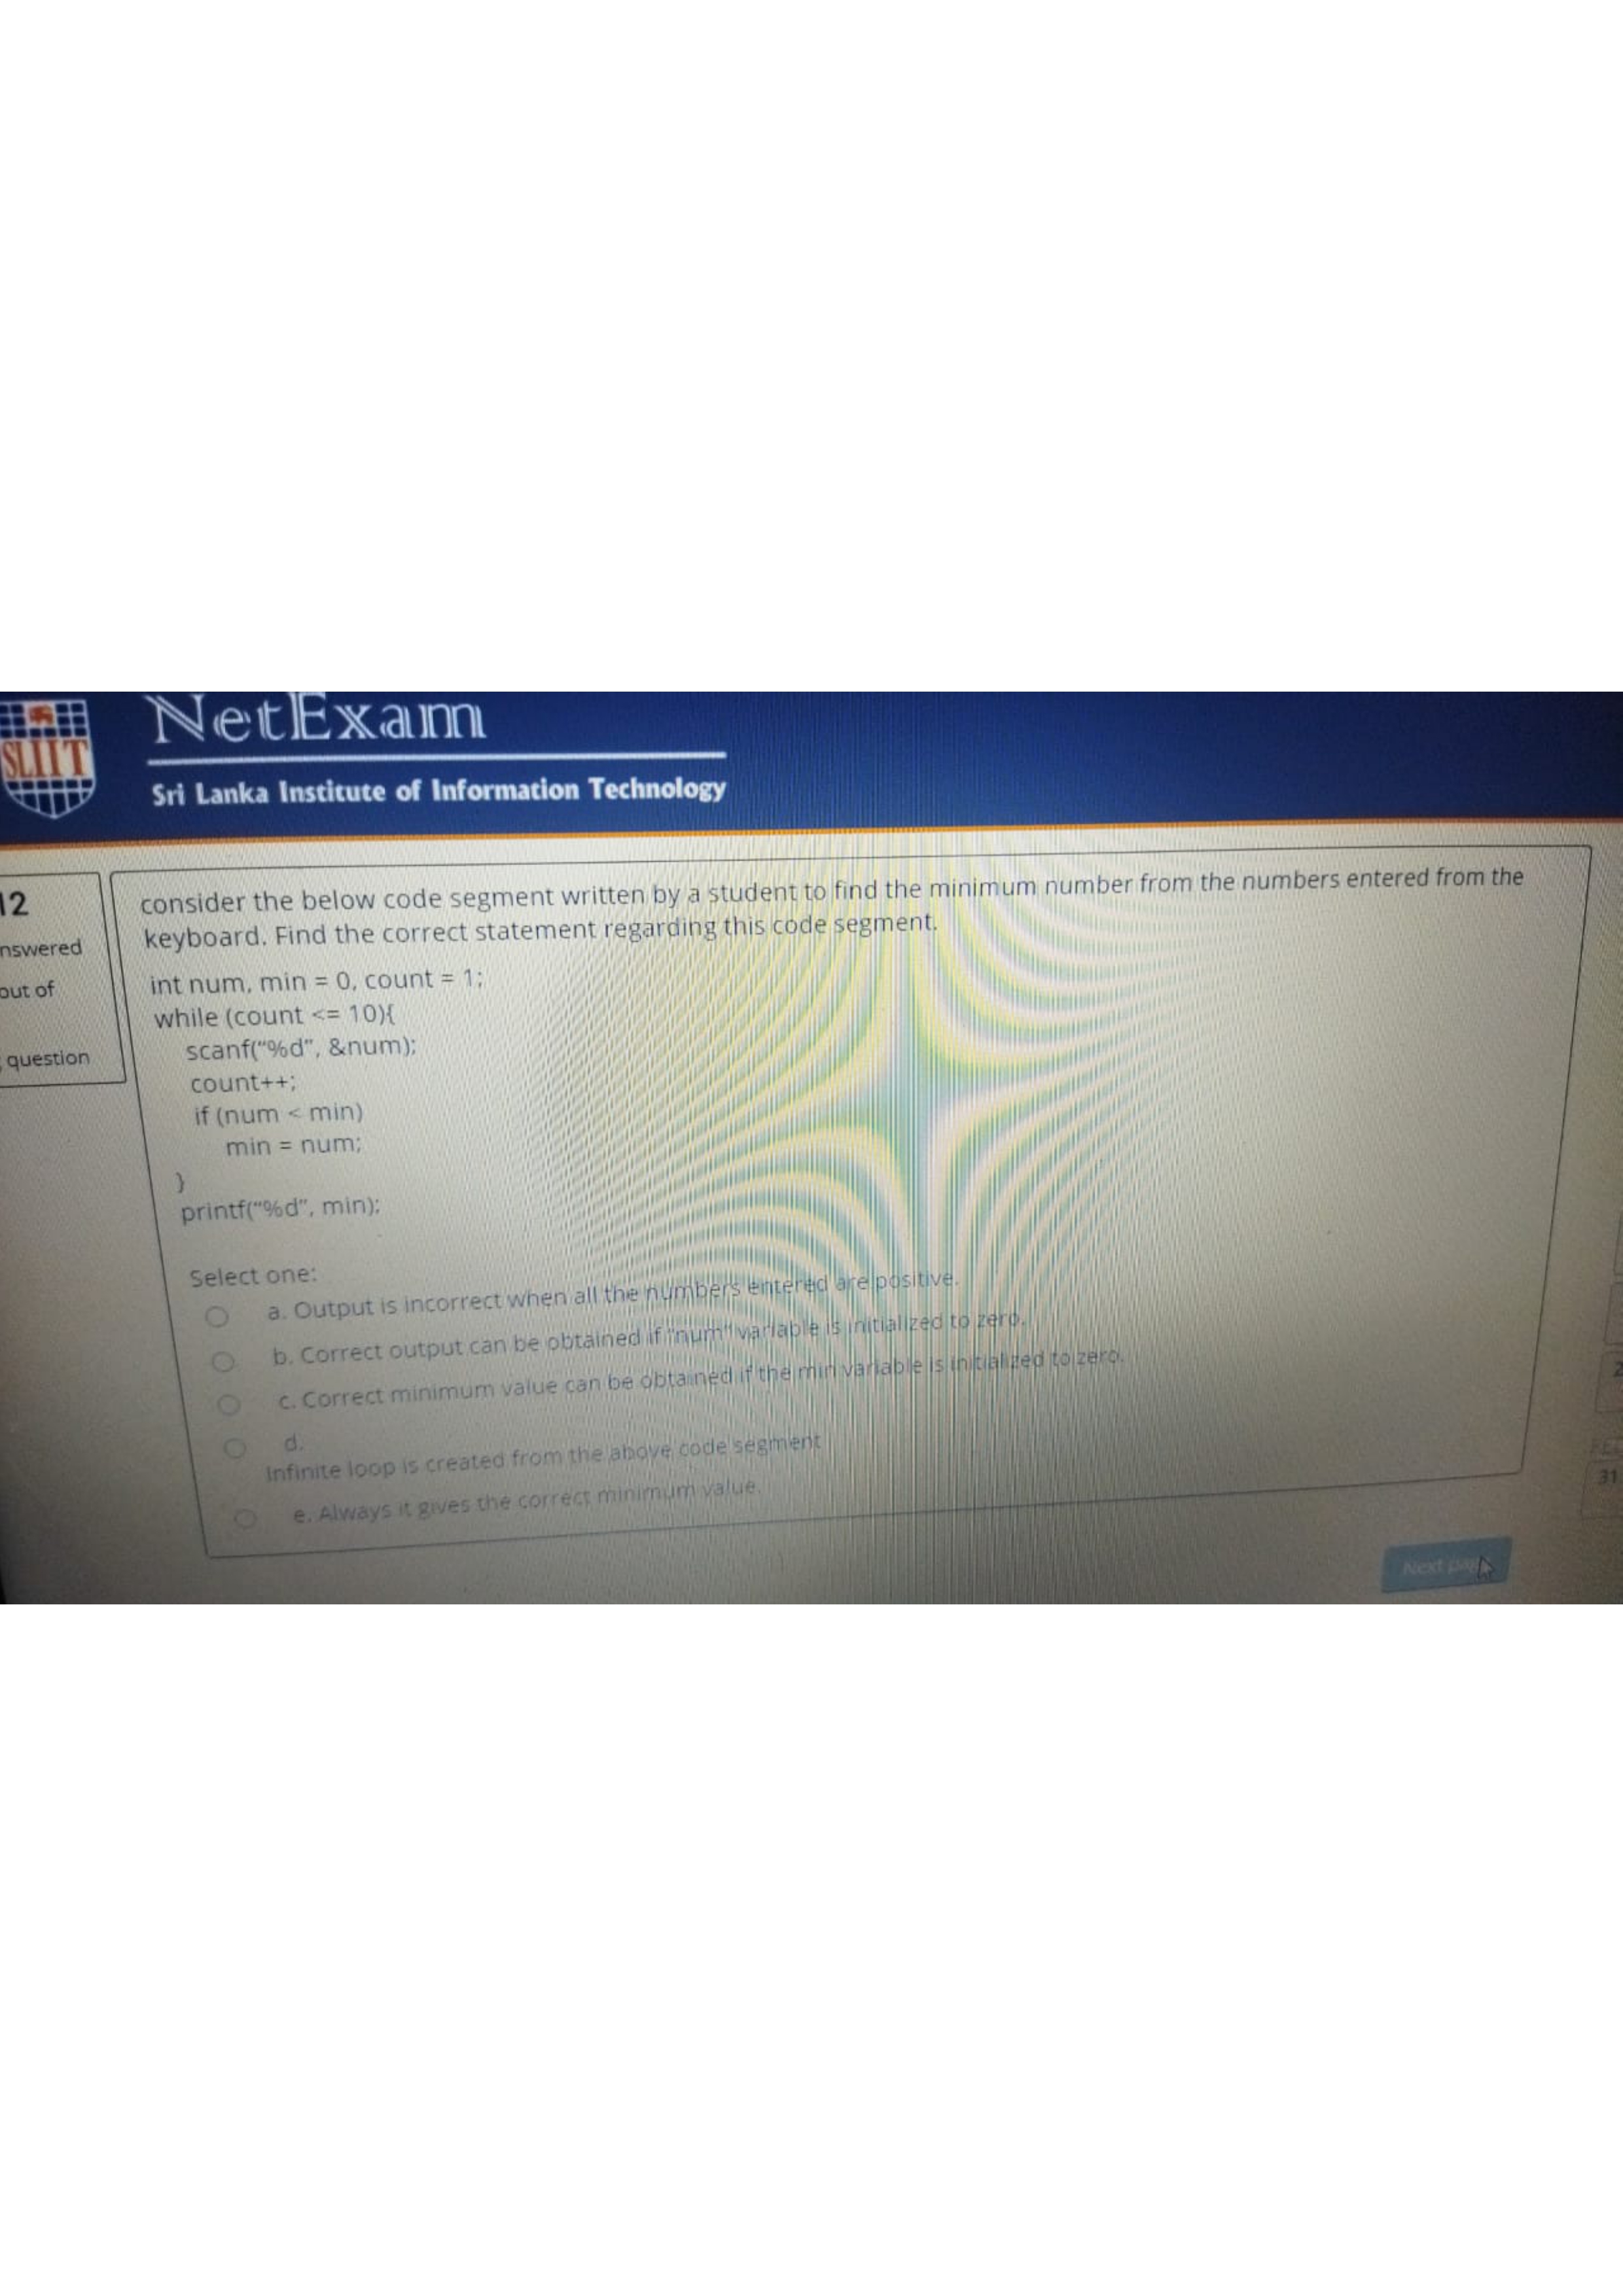 NetExam
SLIIT
Sri Lanka Institute of Information Technology
12
nswered
out of
question
consider the below code segment written by a student to find the minimum number from the numbers entered from the
keyboard. Find the correct statement regarding this code segment.
int num, min = 0, count = 1;
while (count <= 10){
scanf("%d", &num);
count++;
if (num < min)
min = num;
}
printf("%d", min);
Select one:
a. Output is incorrect when all the numbers entered are positive.
b. Correct output can be obtained if "num" variable is initialized to zero.
c. Correct minimum value can be obtained if the min variable is initialized to zero.
d.
Infinite loop is created from the above code segment
e. Always it gives the correct minimum value.
31
Next page